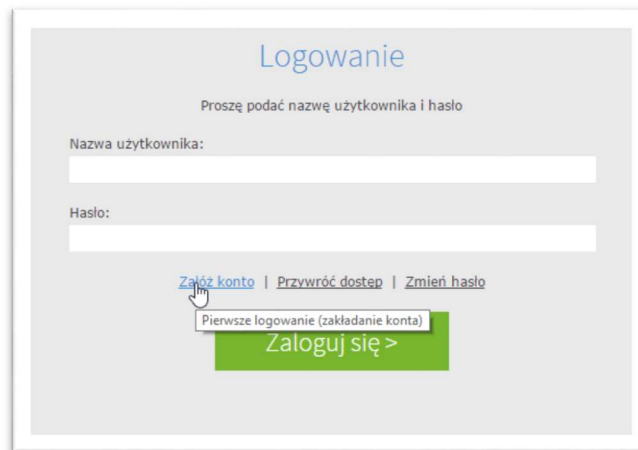 Logowanie
Proszę podać nazwę użytkownika i hasło
Nazwa użytkownika:
Hasło:
Załóż konto | Przywróć dostęp | Zmień hasło
Pierwsze logowanie (zakładanie konta)
Zaloguj się >